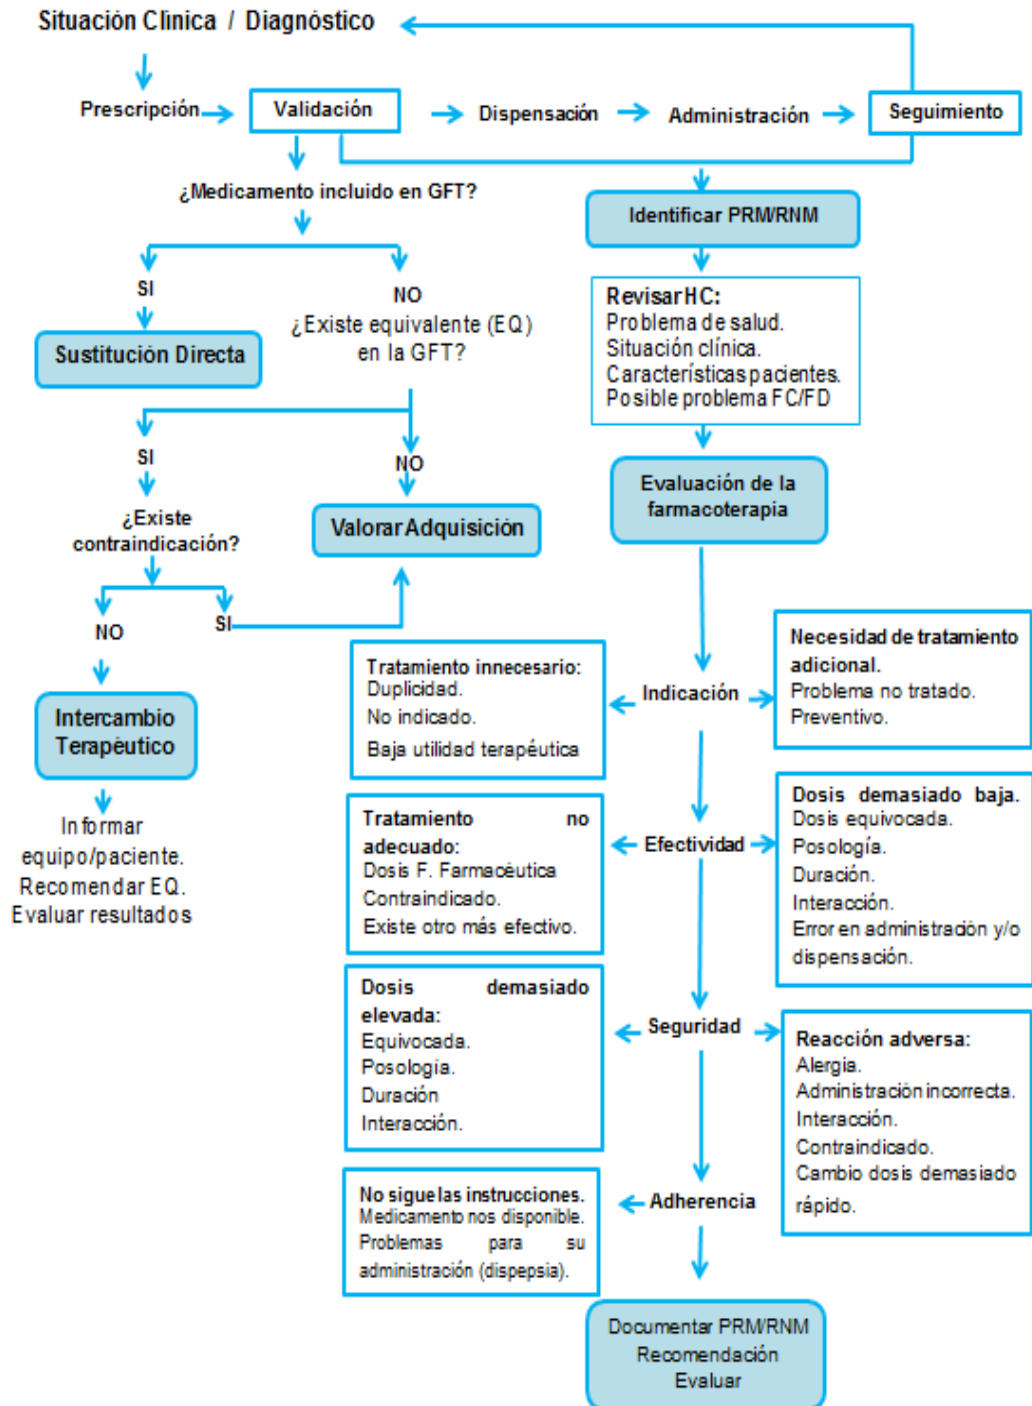 Situación Clínica / Diagnóstico
Prescripción
Validación
Dispensación
Administración
Seguimiento
¿Medicamento incluido en GFT?
SI
Sustitución Directa
NO
¿Existe equivalente (EQ)
en la GFT?
SI
¿Existe
contraindicación?
NO
Valorar Adquisición
NO
SI
Intercambio
Terapéutico
Informar
equipo/paciente.
Recomendar EQ.
Evaluar resultados
Identificar PRM/RNM
Revisar HC:
Problema de salud.
Situación clínica.
Características pacientes.
Posible problema FC/FD
Evaluación de la
farmacoterapia
Tratamiento innecesario:
Duplicidad.
No indicado.
Baja utilidad terapéutica
Indicación
Necesidad de tratamiento
adicional.
Problema no tratado.
Preventivo.
Tratamiento no
adecuado:
Dosis F. Farmacéutica
Contraindicado.
Existe otro más efectivo.
Efectividad
Dosis demasiado baja.
Dosis equivocada.
Posología.
Duración.
Interacción.
Error en administración y/o
dispensación.
Dosis demasiado
elevada:
Equivocada.
Posología.
Duración
Interacción.
Seguridad
Reacción adversa:
Alergia.
Administración incorrecta.
Interacción.
Contraindicado.
Cambio dosis demasiado
rápido.
No sigue las instrucciones.
Medicamento nos disponible.
Problemas para su
administración (dispepsia).
Adherencia
Documentar PRM/RNM
Recomendación
Evaluar